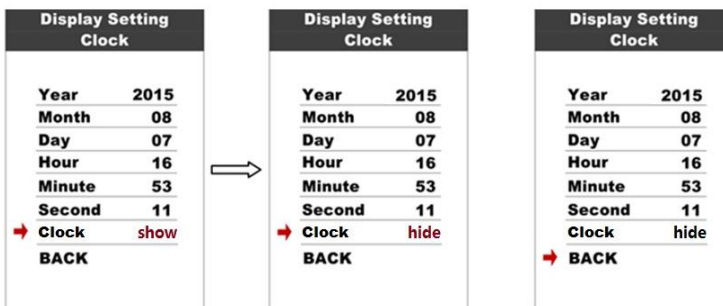 Display Setting
Clock
Year 2015
Month 08
Day 07
Hour 16
Minute 53
Second 11
Clock show
BACK
Display Setting
Clock
Year 2015
Month 08
Day 07
Hour 16
Minute 53
Second 11
Clock hide
BACK
Display Setting
Clock
Year 2015
Month 08
Day 07
Hour 16
Minute 53
Second 11
Clock hide
BACK